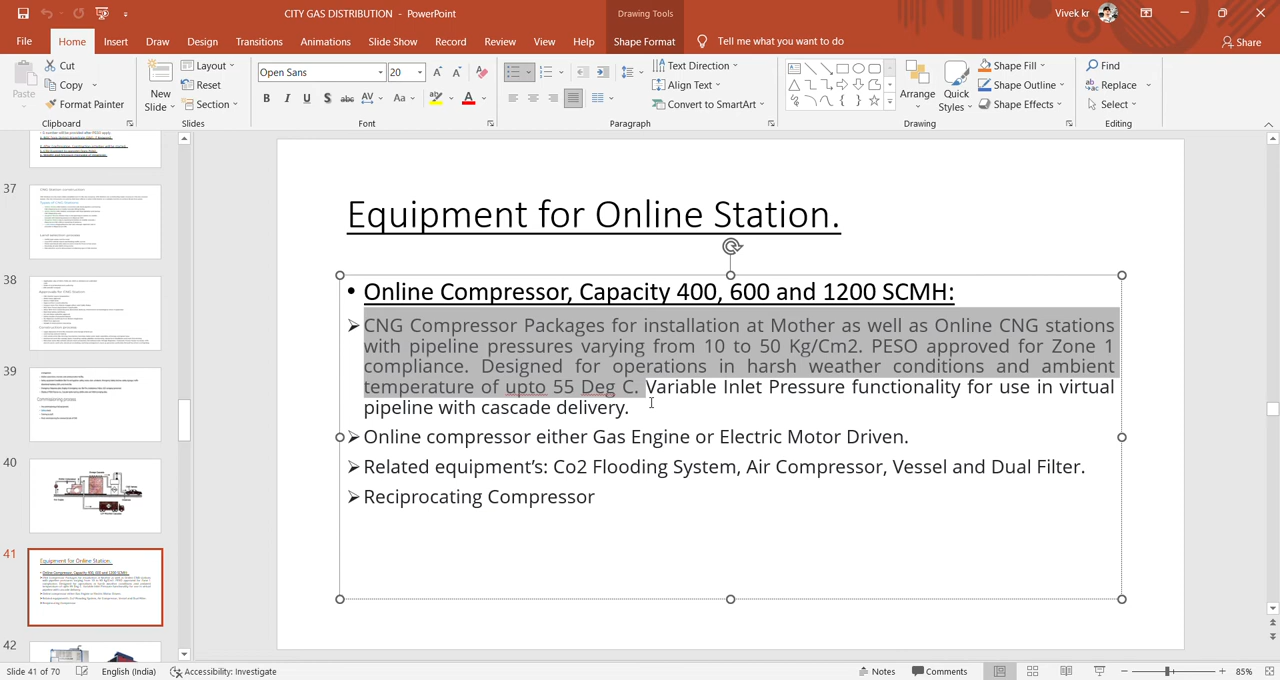 CITY GAS DISTRIBUTION - PowerPoint
Drawing Tools
Vivek kr
File Home Insert Draw Design Transitions Animations Slide Show Record Review View Help Shape Format Tell me what you want to do Share
Paste
Cut
Copy
Format Painter
Clipboard
New Slide
Layout
Reset
Section
Slides
Open Sans 20
Font
Text Direction
Align Text
Convert to SmartArt
Paragraph
Arrange
Quick Styles
Shape Fill
Shape Outline
Shape Effects
Drawing
Find
Replace
Select
Editing
37
38
39
40
41
42
Equipment for Online Station.
• Online Compressor  Capacity 400, 600 and 1200 SCMH:
CNG Compressor Packages for installation at Mother as well as Online CNG stations
with pipeline pressures varying from 10 to 50 Kg/Cm2. PESO approved for Zone 1
compliance. Designed for operations in harsh weather conditions and ambient
temperature of upto 55 Deg C. Variable Inlet Pressure functionality for use in virtual
pipeline with cascade delivery.
Online compressor either Gas Engine or Electric Motor Driven.
Related equipment's: Co2 Flooding System, Air Compressor, Vessel and Dual Filter.
Reciprocating Compressor
Slide 41 of 70 English (India) Accessibility: Investigate Notes Comments 85%